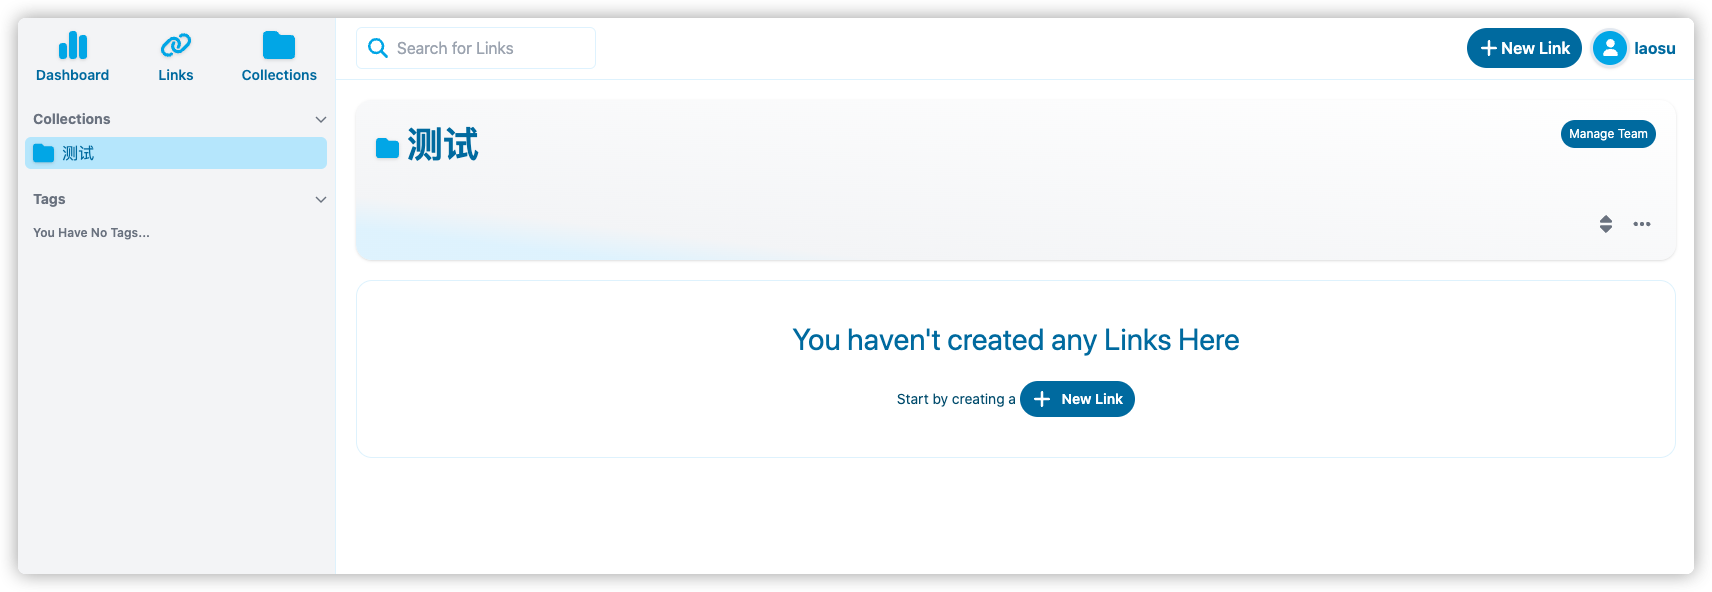 Dashboard
Links
Collections
Search for Links
New Link
laosu
Collections
测试
Tags
You Have No Tags...
测试
Manage Team
You haven't created any Links Here
Start by creating a New Link